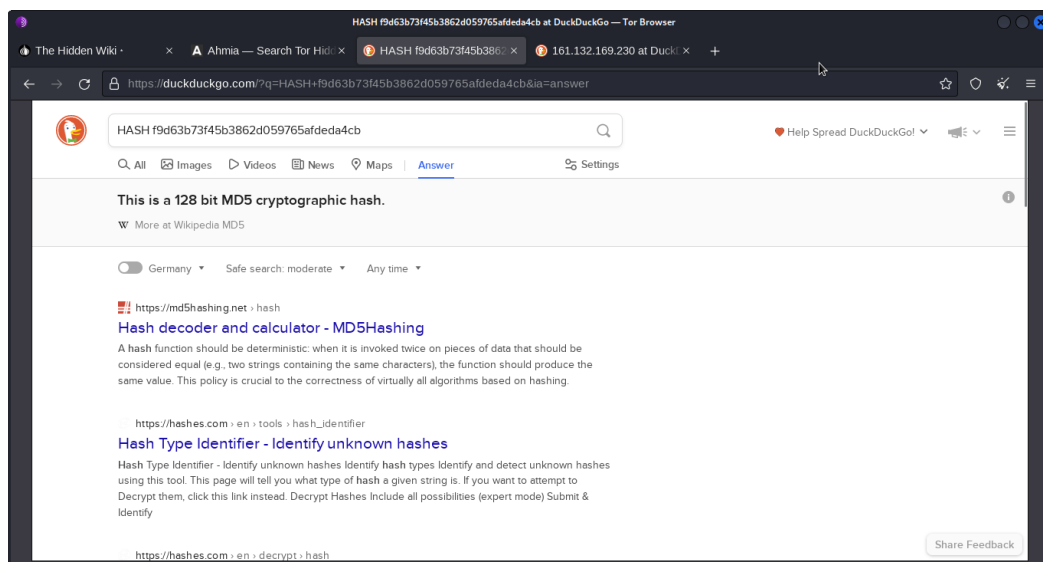 HASH f9d63b73f45b3862d059765afdeda4cb at DuckDuckGo — Tor Browser
The Hidden Wiki · × Ahmia — Search Tor Hidd × HASH f9d63b73f45b3862 × 161.132.169.230 at DuckD × +
https://duckduckgo.com/?q=HASH+f9d63b73f45b3862d059765afdeda4cb&ia=answer
HASH f9d63b73f45b3862d059765afdeda4cb
Help Spread DuckDuckGo!
All Images Videos News Maps Answer Settings
This is a 128 bit MD5 cryptographic hash.
W More at Wikipedia MD5
Germany Safe search: moderate Any time
https://md5hashing.net › hash
Hash decoder and calculator - MD5Hashing
A hash function should be deterministic: when it is invoked twice on pieces of data that should be
considered equal (e.g., two strings containing the same characters), the function should produce the
same value. This policy is crucial to the correctness of virtually all algorithms based on hashing.
https://hashes.com › en › tools › hash_identifier
Hash Type Identifier - Identify unknown hashes
Hash Type Identifier - Identify unknown hashes Identify hash types Identify and detect unknown hashes
using this tool. This page will tell you what type of hash a given string is. If you want to attempt to
Decrypt them, click this link instead. Decrypt Hashes Include all possibilities (expert mode) Submit &
Identify
https://hashes.com › en › decrypt › hash
Share Feedback